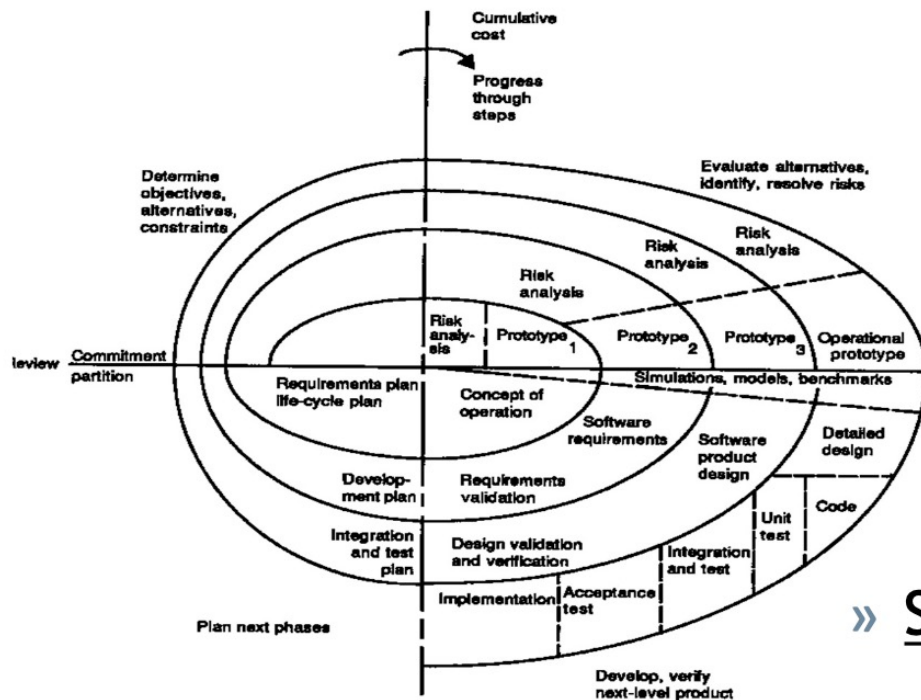 Cumulative
cost
Progress
through
steps
Determine
objectives,
alternatives,
constraints
Evaluate alternatives,
identify, resolve risks
Risk
analysis
Risk
analysis
Risk
analysis
Risk
analy-
sis
Prototype 1
Prototype 2
Prototype 3
Operational
prototype
leview
Commitment
partition
Requirements plan
life-cycle plan
Concept of
operation
Simulations, models, benchmarks
Software
requirements
Software
product
design
Detailed
design
Develop-
ment plan
Requirements
validation
Code
Unit
test
Integration
and test
plan
Design validation
and verification
Integration
and test
Acceptance
test
Implementation
Plan next phases
Develop, verify
next-level product
» S